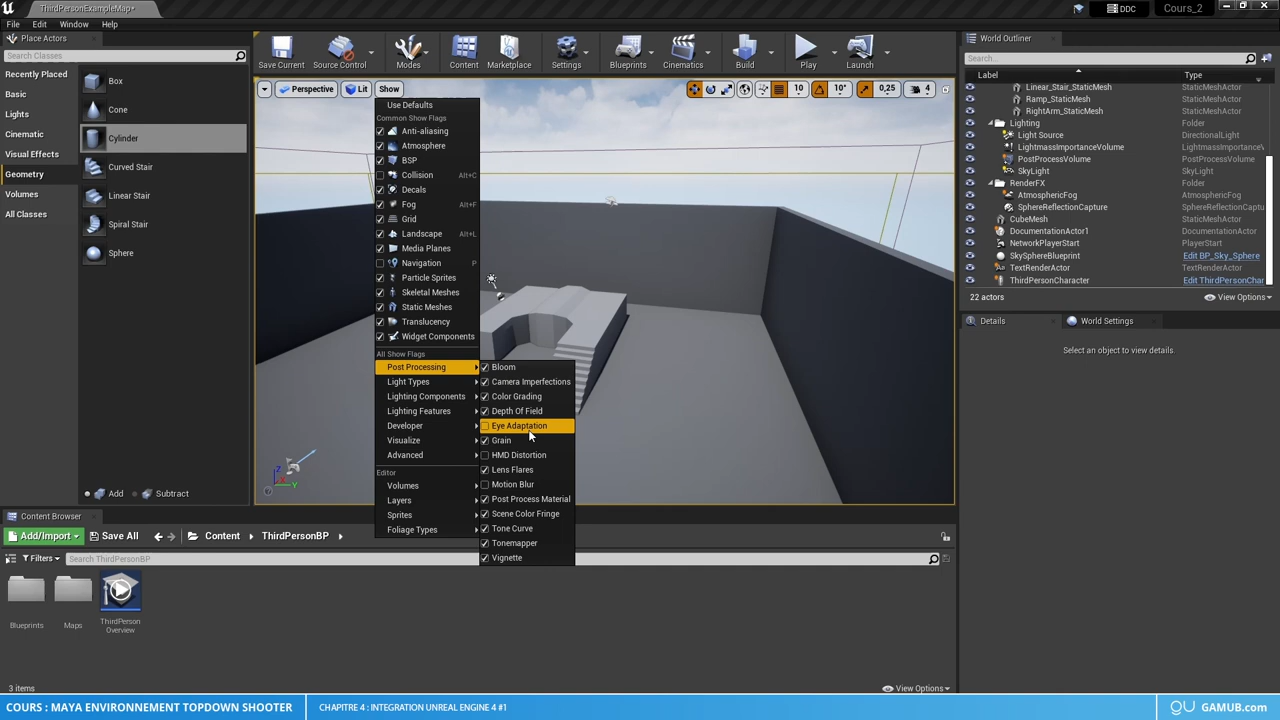 ThirdPersonExampleMap*
DDC
Cours_2
File Edit Window Help
Place Actors
Search Classes
Recently Placed
Basic
Lights
Cinematic
Visual Effects
Geometry
Volumes
All Classes
Box
Cone
Cylinder
Curved Stair
Linear Stair
Spiral Stair
Sphere
Add Subtract
Save Current Source Control Modes Content Marketplace Settings Blueprints Cinematics Build Play Launch
Perspective Lit Show
10 10° 0,25 4
Use Defaults
Common Show Flags
Anti-aliasing
Atmosphere
BSP
Collision Alt+C
Decals
Fog Alt+F
Grid
Landscape Alt+L
Media Planes
Navigation P
Particle Sprites
Skeletal Meshes
Static Meshes
Translucency
Widget Components
All Show Flags
Post Processing
Light Types
Lighting Components
Lighting Features
Developer
Visualize
Advanced
Editor
Volumes
Layers
Sprites
Foliage Types
Bloom
Camera Imperfections
Color Grading
Depth Of Field
Eye Adaptation
Grain
HMD Distortion
Lens Flares
Motion Blur
Post Process Material
Scene Color Fringe
Tone Curve
Tonemapper
Vignette
Z
Y
World Outliner
Search...
Label Type
Linear_Stair_StaticMesh StaticMeshActor
Ramp_StaticMesh StaticMeshActor
RightArm_StaticMesh StaticMeshActor
Lighting Folder
Light Source DirectionalLight
LightmassImportanceVolume LightmassImportanceV
PostProcessVolume PostProcessVolume
SkyLight SkyLight
RenderFX Folder
AtmosphericFog AtmosphericFog
SphereReflectionCapture SphereReflectionCaptu
CubeMesh StaticMeshActor
DocumentationActor1 DocumentationActor
NetworkPlayerStart PlayerStart
SkySphereBlueprint Edit BP_Sky_Sphere
TextRenderActor TextRenderActor
ThirdPersonCharacter Edit ThirdPersonChar
22 actors View Options
Details World Settings
Select an object to view details.
Content Browser
Add/Import Save All Content ThirdPersonBP
Filters Search ThirdPersonBP
Blueprints
Maps
ThirdPerson
Overview
3 items View Options
COURS : MAYA ENVIRONNEMENT TOPDOWN SHOOTER CHAPITRE 4 : INTEGRATION UNREAL ENGINE 4 #1 GAMUB.com